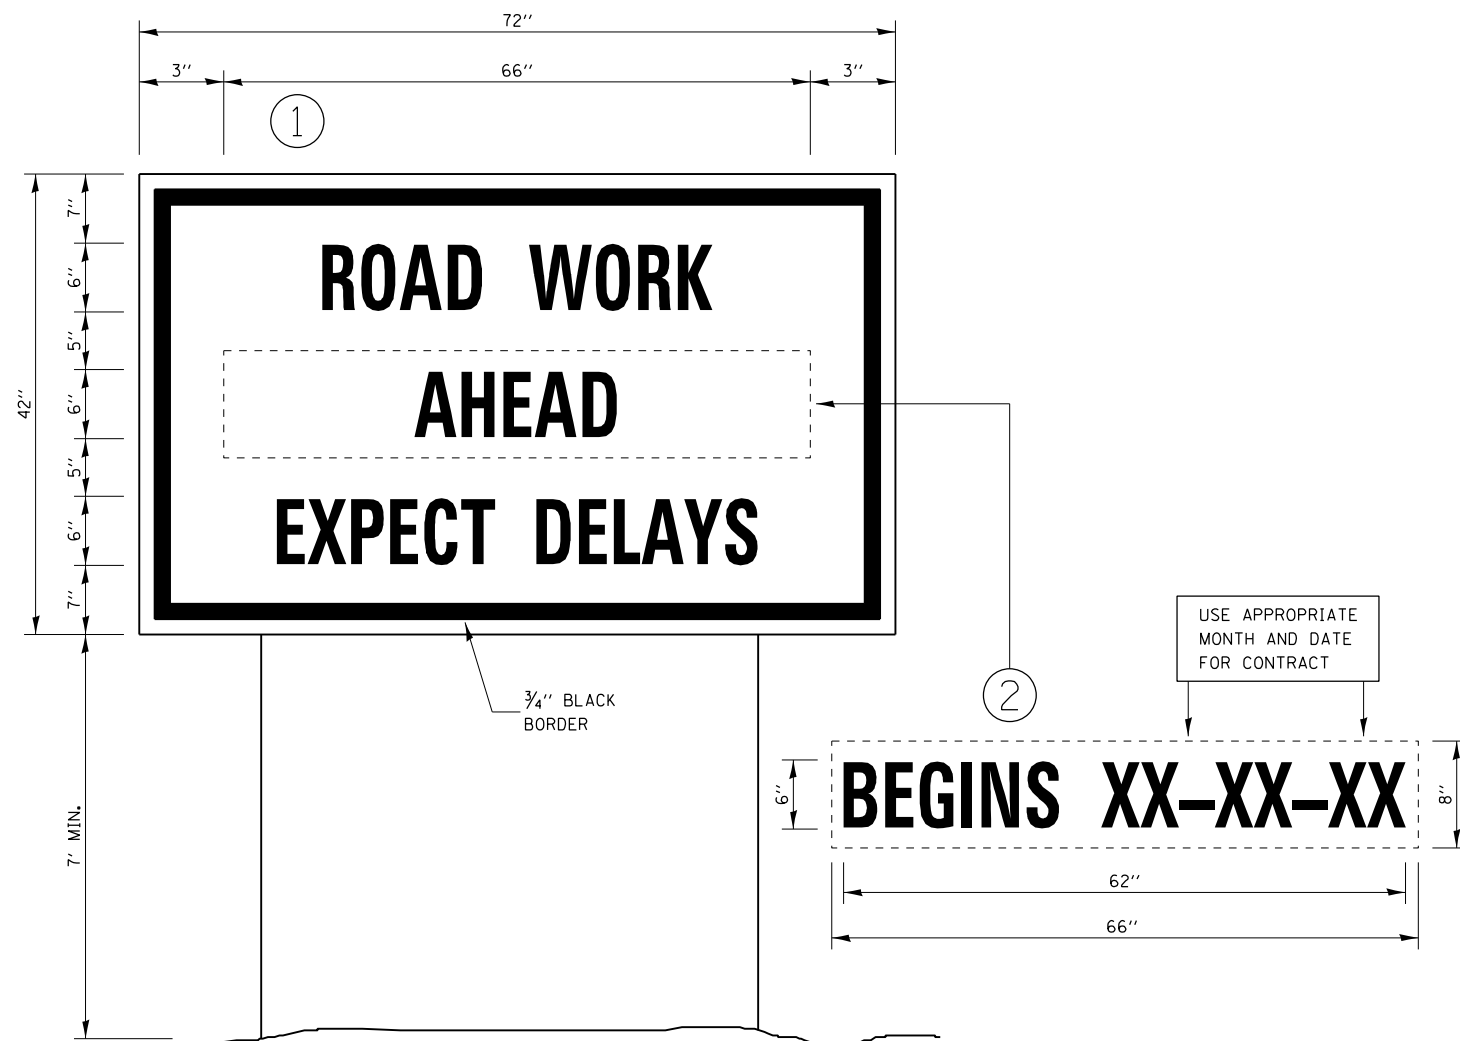 72''
3'' 66'' 3''
1
7''
6''
5''
6''
5''
6''
7''
42''
ROAD WORK
AHEAD
EXPECT DELAYS
3/4'' BLACK
BORDER
7' MIN.
2
USE APPROPRIATE
MONTH AND DATE
FOR CONTRACT
6''
BEGINS XX-XX-XX
8''
62''
66''